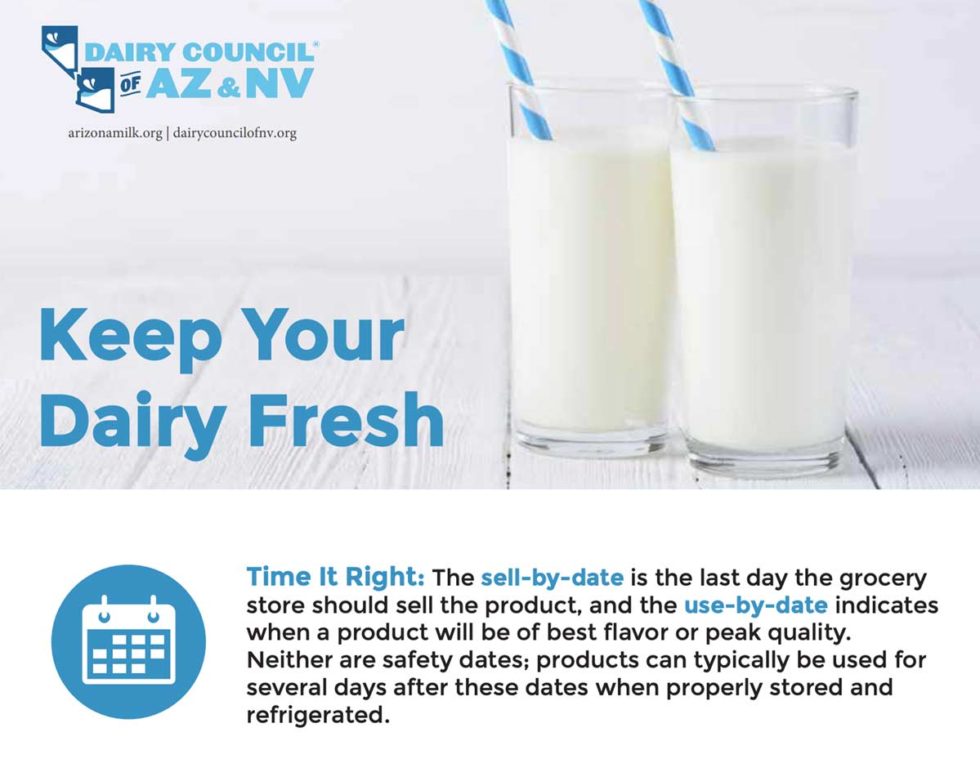 DAIRY COUNCIL®
OF AZ & NV
arizonamilk.org | dairycouncilofnv.org
Keep Your
Dairy Fresh
Time It Right: The sell-by-date is the last day the grocery
store should sell the product, and the use-by-date indicates
when a product will be of best flavor or peak quality.
Neither are safety dates; products can typically be used for
several days after these dates when properly stored and
refrigerated.